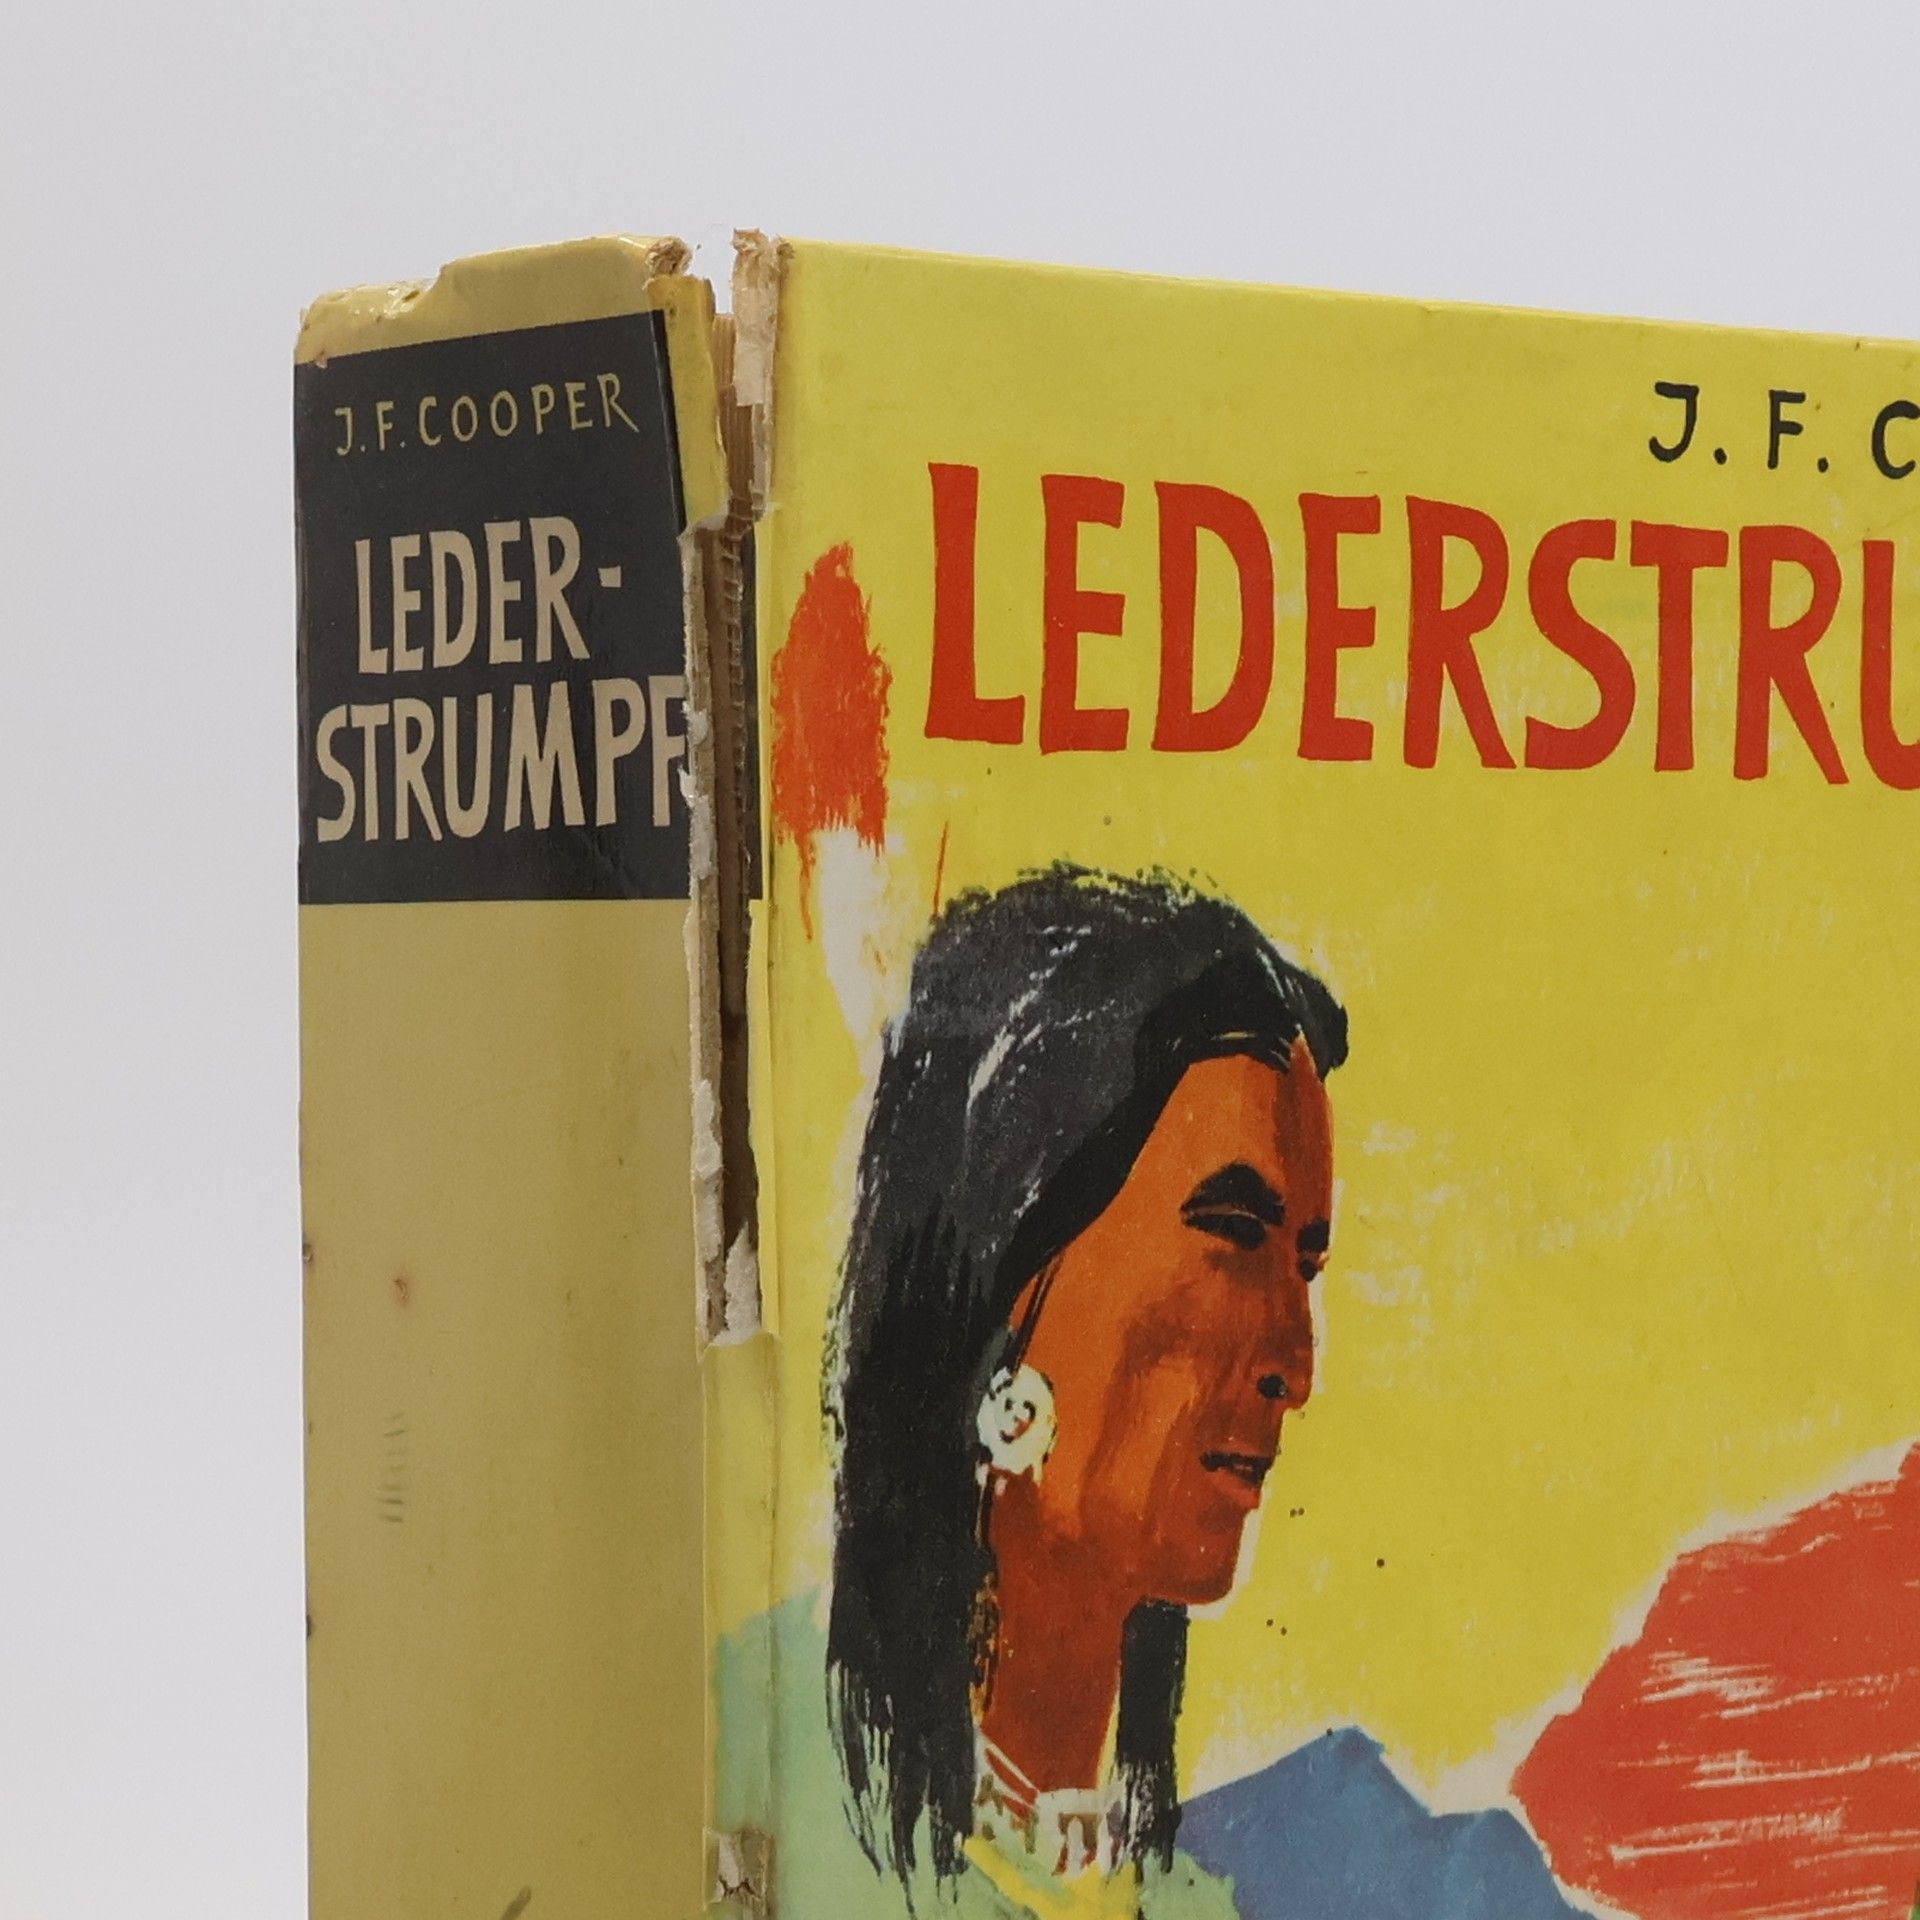 J. F. COOPER
LEDER-
STRUMPF
J. F. C
LEDERSTRU